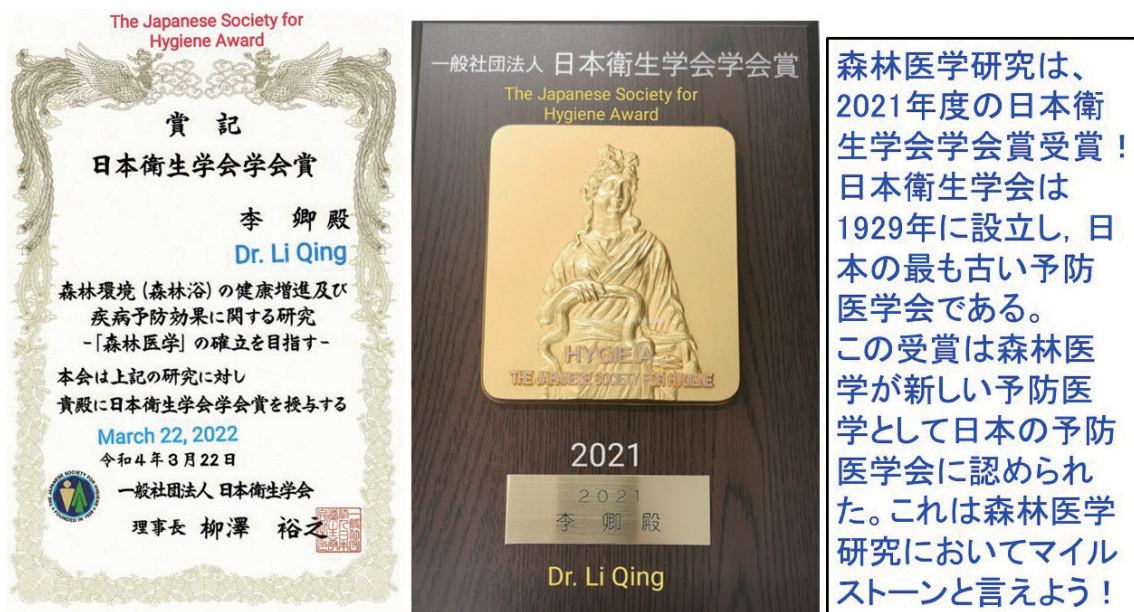 The Japanese Society for
Hygiene Award
賞 記
日本衛生学会学会賞
李 卿 殿
Dr. Li Qing
森林環境(森林浴)の健康増進及び
疾病予防効果に関する研究
-「森林医学」の確立を目指す-
本会は上記の研究に対し
貴殿に日本衛生学会学会賞を授与する
March 22, 2022
令和4年3月22日
THE JAPANESE SOCIETY FOR HYGIENE
FOUNDED IN 1929
一般社団法人 日本衛生学会
理事長 柳澤 裕之
一般社団法人 日本衛生学会学会賞
The Japanese Society for
Hygiene Award
HYGIEIA
THE JAPANESE SOCIETY FOR HYGIENE
2021
2021
李 卿 殿
Dr. Li Qing
森林医学研究は、
2021年度の日本衛
生学会学会賞受賞!
日本衛生学会は
1929年に設立し, 日
本の最も古い予防
医学会である。
この受賞は森林医
学が新しい予防医
学として日本の予防
医学会に認められ
た。これは森林医学
研究においてマイル
ストーンと言えよう!